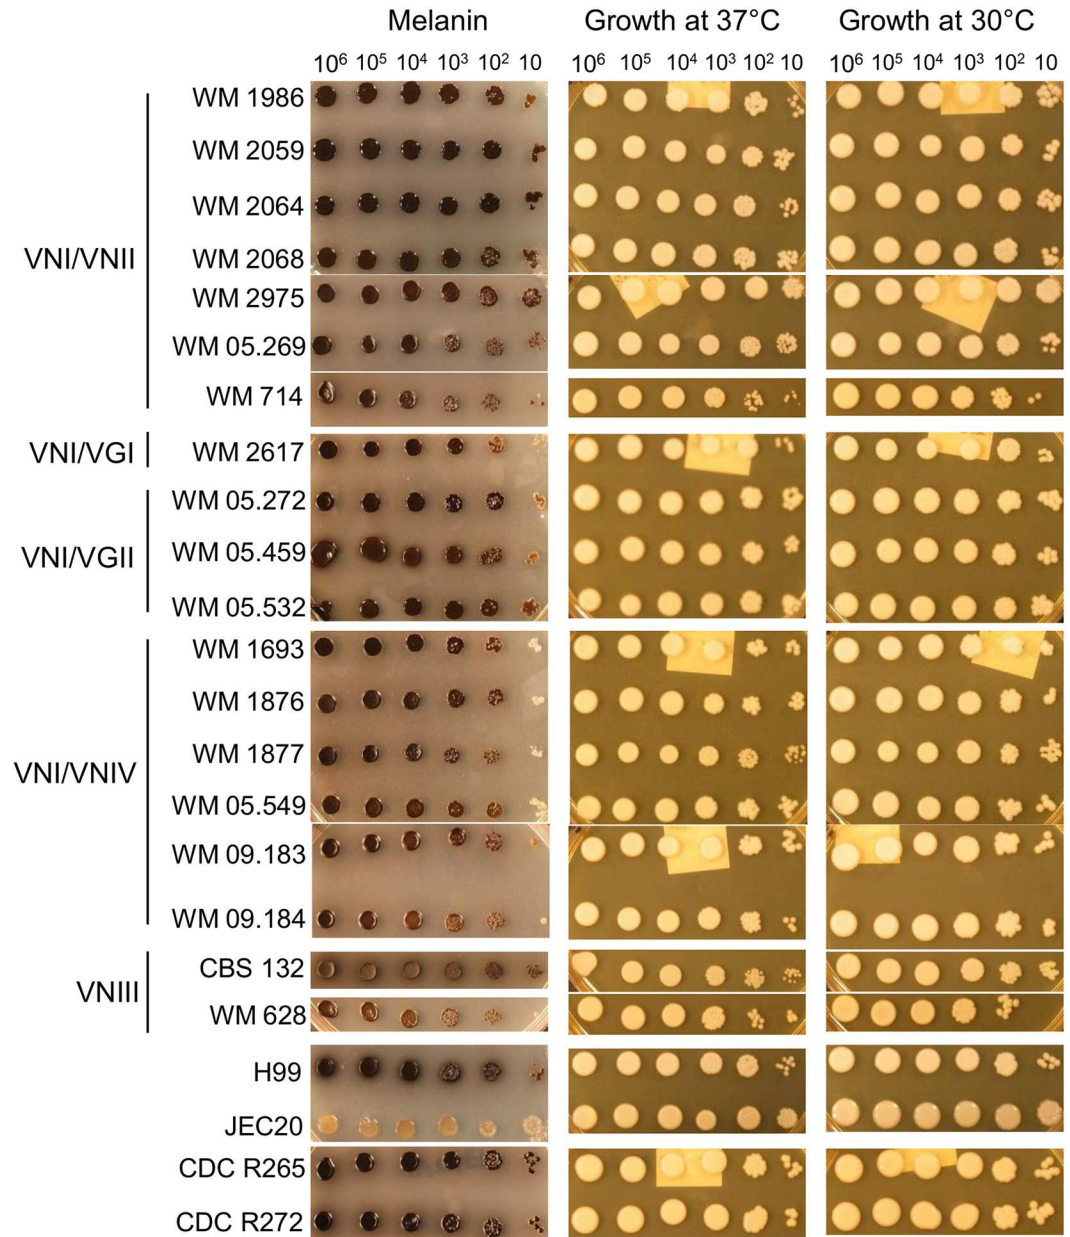 Melanin Growth at 37°C Growth at 30°C
10⁶ 10⁵ 10⁴ 10³ 10² 10 10⁶ 10⁵ 10⁴ 10³ 10² 10 10⁶ 10⁵ 10⁴ 10³ 10² 10
VNI/VNII
WM 1986
WM 2059
WM 2064
WM 2068
WM 2975
WM 05.269
WM 714
VNI/VGI
WM 2617
VNI/VGII
WM 05.272
WM 05.459
WM 05.532
VNI/VNIV
WM 1693
WM 1876
WM 1877
WM 05.549
WM 09.183
WM 09.184
VNIII
CBS 132
WM 628
H99
JEC20
CDC R265
CDC R272